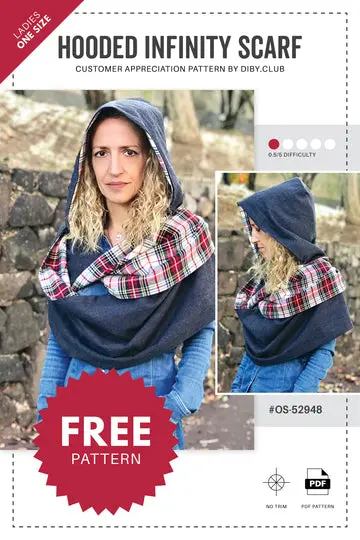 LADIES
ONE SIZE
HOODED INFINITY SCARF
CUSTOMER APPRECIATION PATTERN BY DIBY.CLUB
0.5/5 DIFFICULTY
#OS-52948
FREE
PATTERN
PDF
NO TRIM
PDF PATTERN